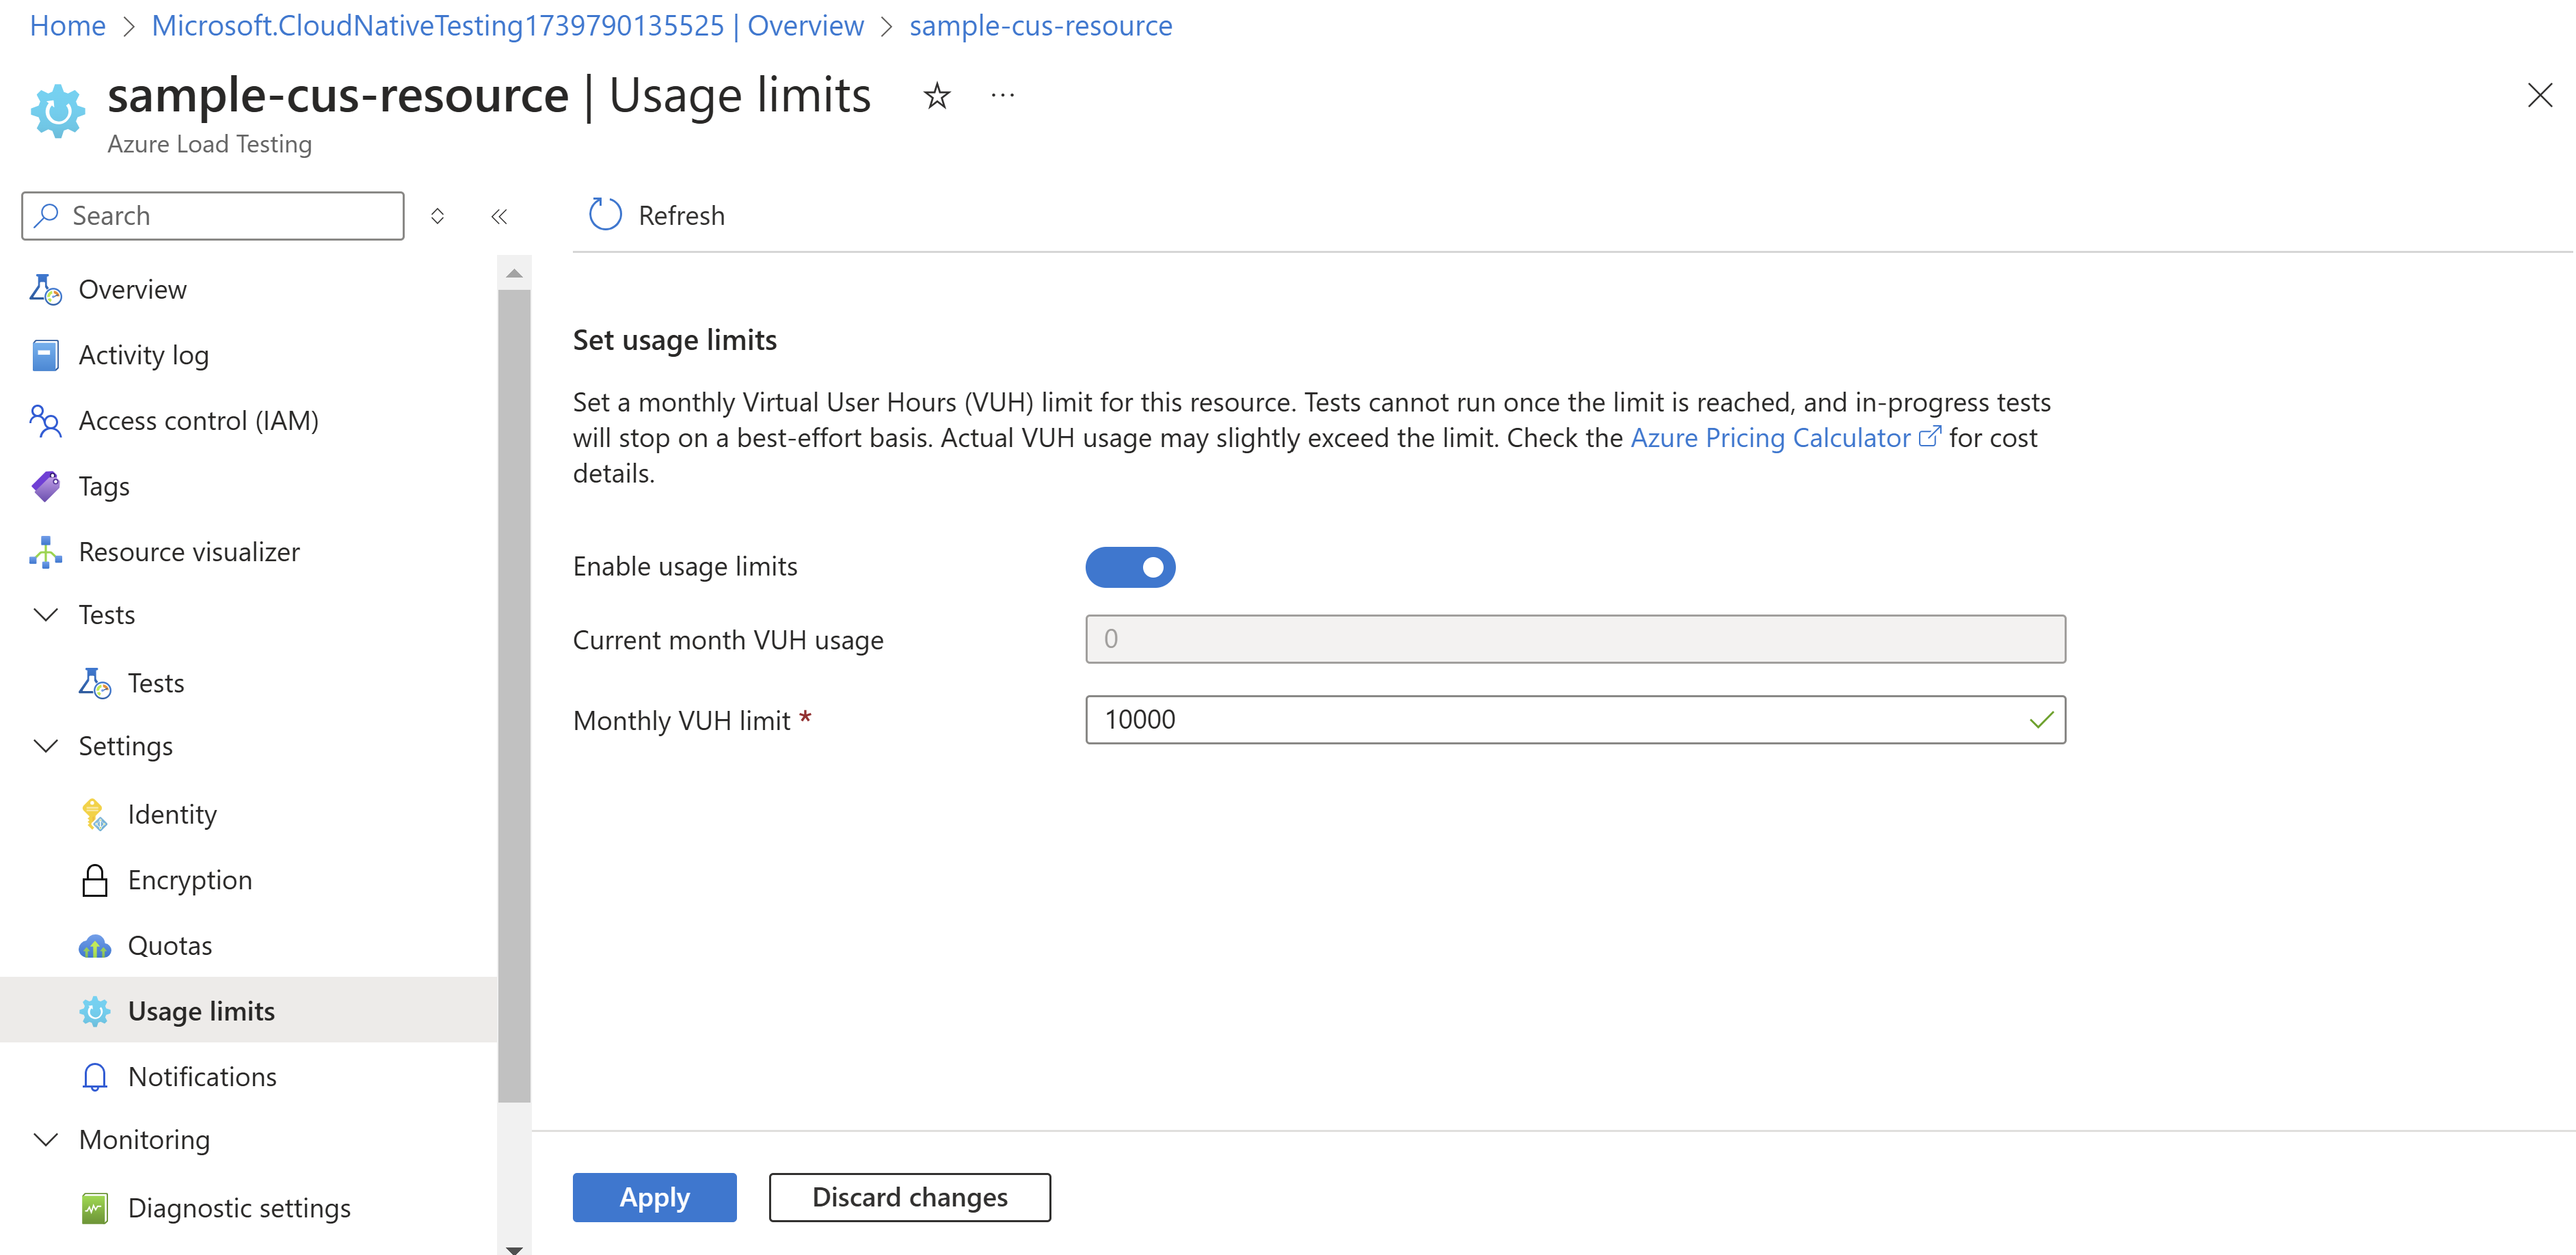 Home > Microsoft.CloudNativeTesting1739790135525 | Overview > sample-cus-resource
sample-cus-resource | Usage limits
Azure Load Testing
Search
Refresh
Overview
Activity log
Access control (IAM)
Tags
Resource visualizer
Tests
Tests
Settings
Identity
Encryption
Quotas
Usage limits
Notifications
Monitoring
Diagnostic settings
Set usage limits
Set a monthly Virtual User Hours (VUH) limit for this resource. Tests cannot run once the limit is reached, and in-progress tests
will stop on a best-effort basis. Actual VUH usage may slightly exceed the limit. Check the Azure Pricing Calculator for cost
details.
Enable usage limits
Current month VUH usage 0
Monthly VUH limit * 10000
Apply Discard changes